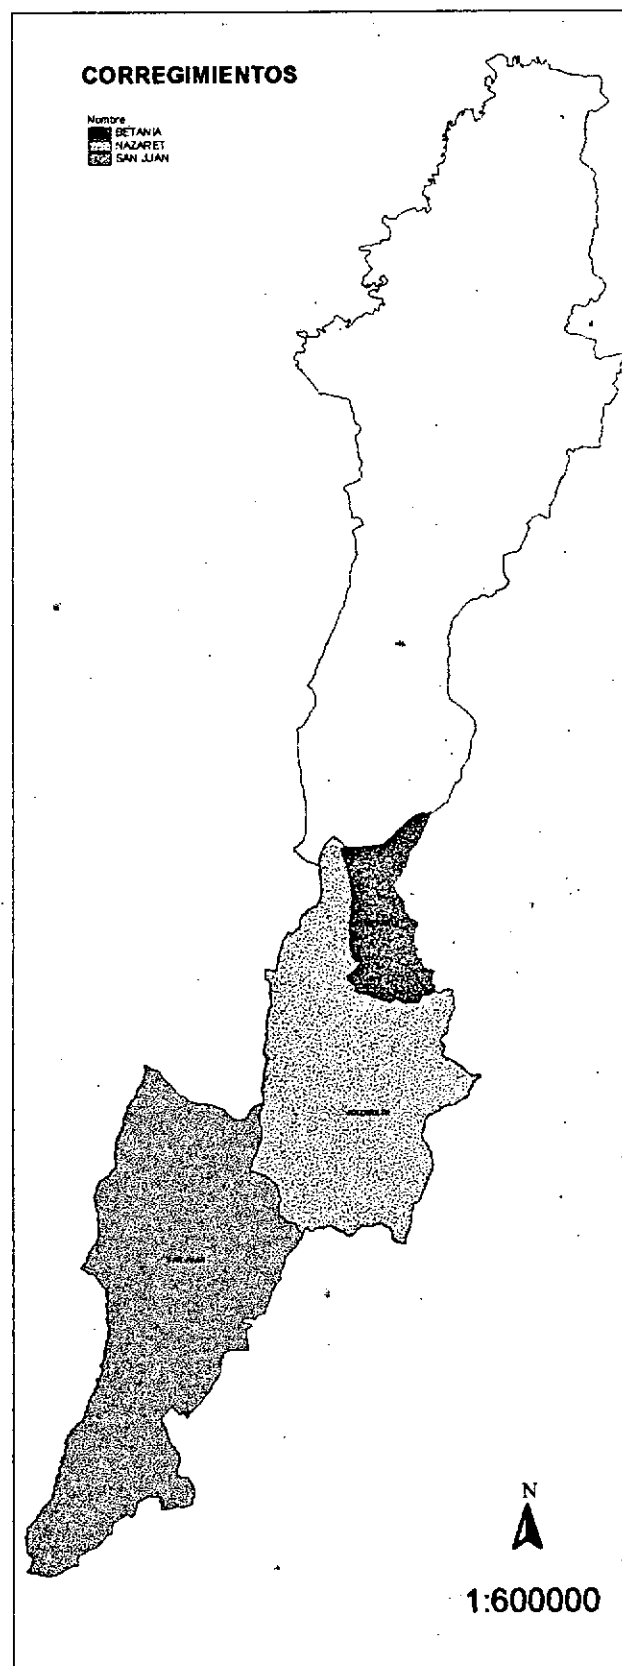 CORREGIMIENTOS
Nombre
BETANIA
NAZARET
SAN JUAN
N
1:600000